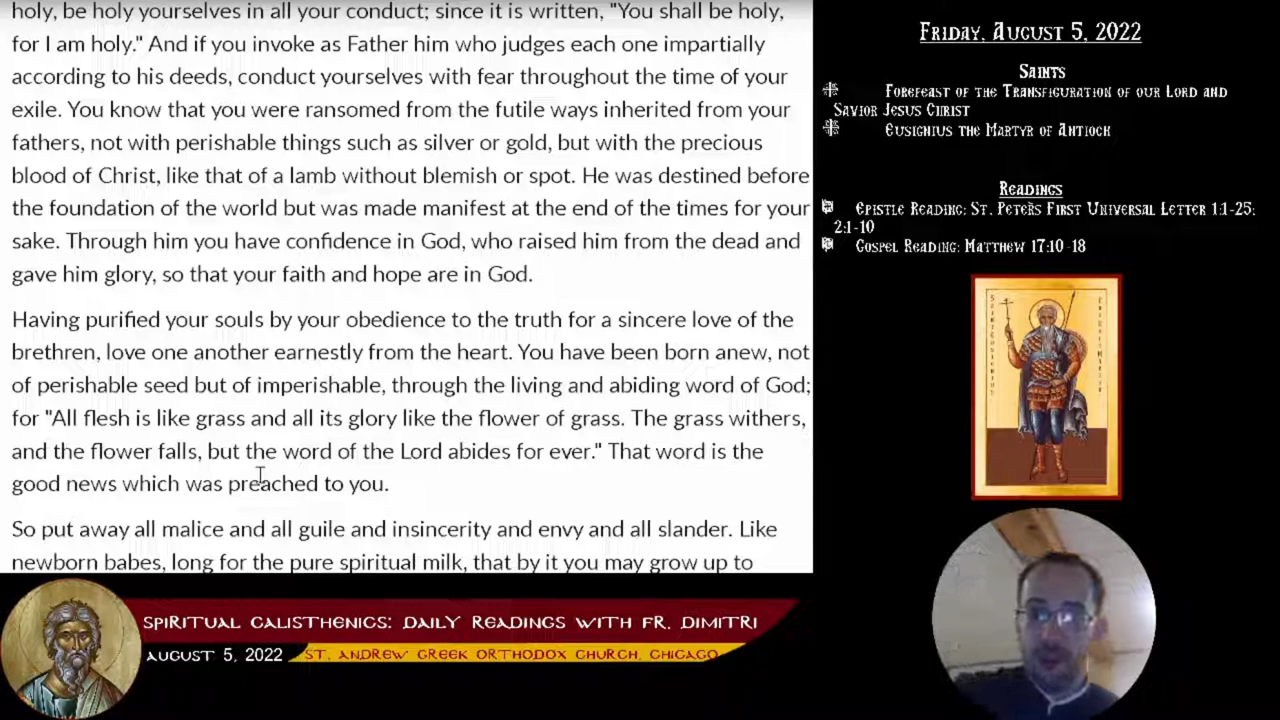 holy, be holy yourselves in all your conduct; since it is written, "You shall be holy,
for I am holy." And if you invoke as Father him who judges each one impartially
according to his deeds, conduct yourselves with fear throughout the time of your
exile. You know that you were ransomed from the futile ways inherited from your
fathers, not with perishable things such as silver or gold, but with the precious
blood of Christ, like that of a lamb without blemish or spot. He was destined before
the foundation of the world but was made manifest at the end of the times for your
sake. Through him you have confidence in God, who raised him from the dead and
gave him glory, so that your faith and hope are in God.
Having purified your souls by your obedience to the truth for a sincere love of the
brethren, love one another earnestly from the heart. You have been born anew, not
of perishable seed but of imperishable, through the living and abiding word of God;
for "All flesh is like grass and all its glory like the flower of grass. The grass withers,
and the flower falls, but the word of the Lord abides for ever." That word is the
good news which was preached to you.
So put away all malice and all guile and insincerity and envy and all slander. Like
newborn babes, long for the pure spiritual milk, that by it you may grow up to
Friday, August 5, 2022
Saints
Forefeast of the Transfiguration of our Lord and
Savior Jesus Christ
Eusignius the Martyr of Antioch
Readings
Epistle Reading: St. Peter's First Universal Letter 1:1-25;
2:1-10
Gospel Reading: Matthew 17:10-18
SPIRITUAL CALISTHENICS: DAILY READINGS WITH FR. DIMITRI
AUGUST 5, 2022
ST. ANDREW GREEK ORTHODOX CHURCH, CHICAGO